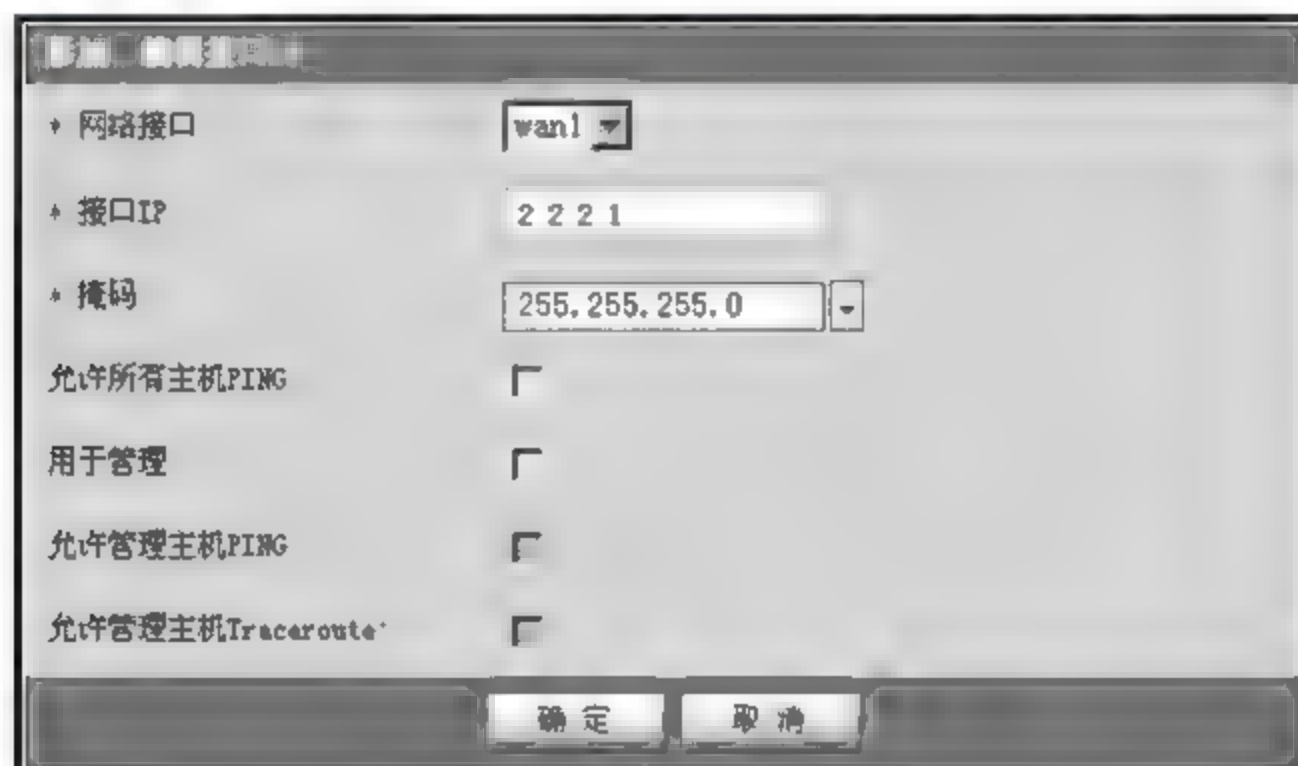 * 网络接口 wan1
* 接口IP 2 2 2 1
* 掩码 255.255.255.0
允许所有主机PING
用于管理
允许管理主机PING
允许管理主机Traceroute
确定 取消